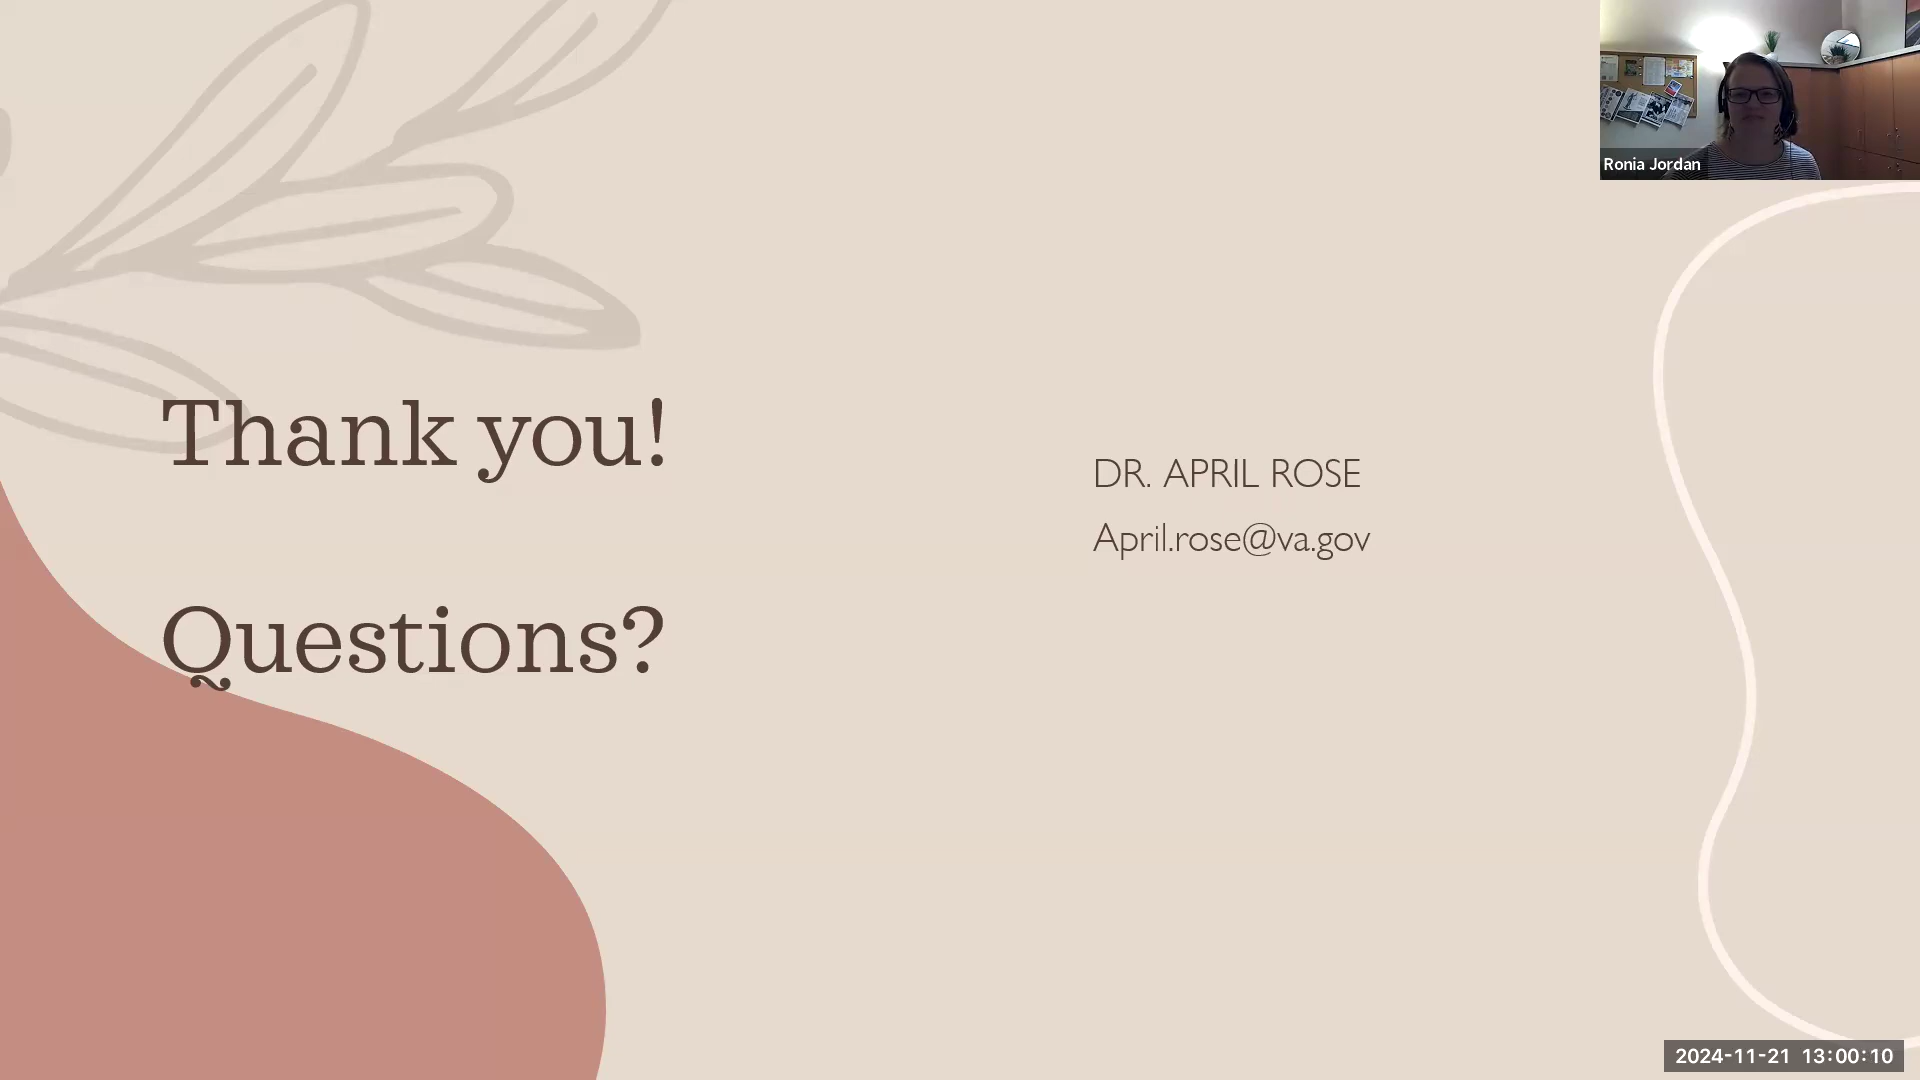 Thank you!
Questions?
DR. APRIL ROSE
April.rose@va.gov
Ronia Jordan
2024-11-21 13:00:10